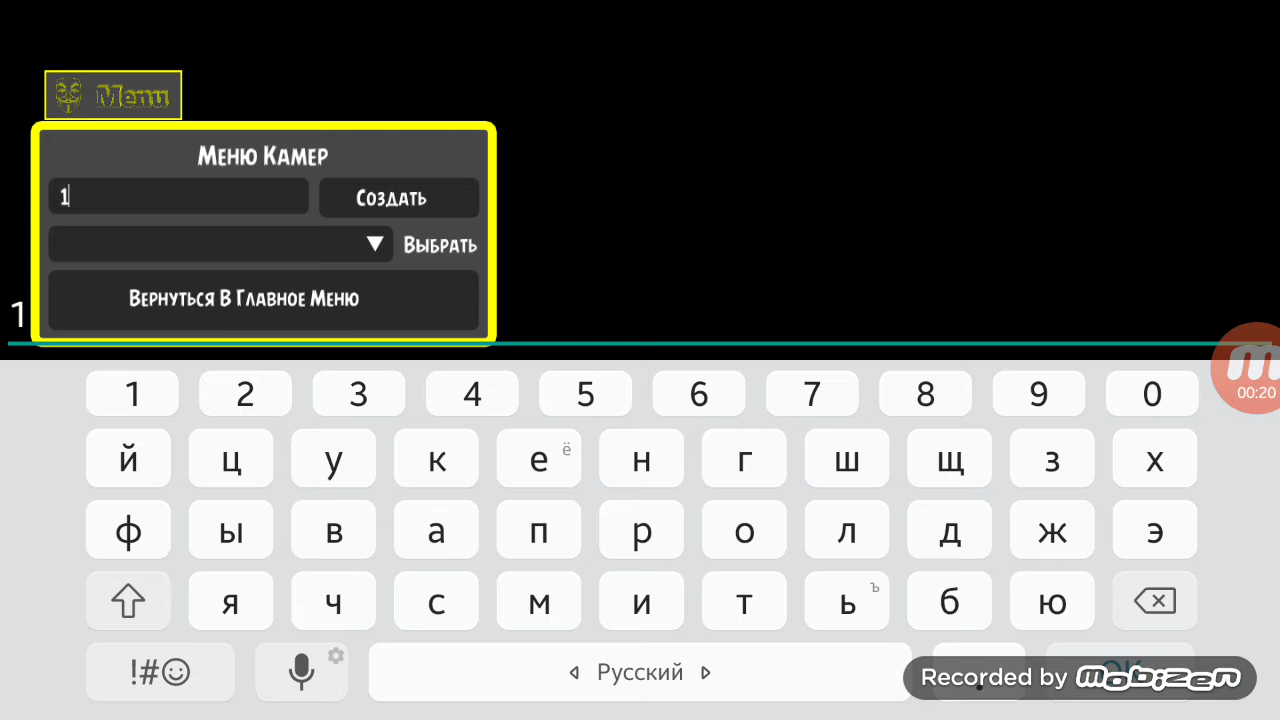 Menu
Меню Камер
1 Создать
Выбрать
Вернуться В Главное Меню
1
00:20
1 2 3 4 5 6 7 8 9 0
й ц у к е ё н г ш щ з х
ф ы в а п р о л д ж э
я ч с м и т ь ъ б ю
!#☺ Русский . OK
Recorded by mobizen